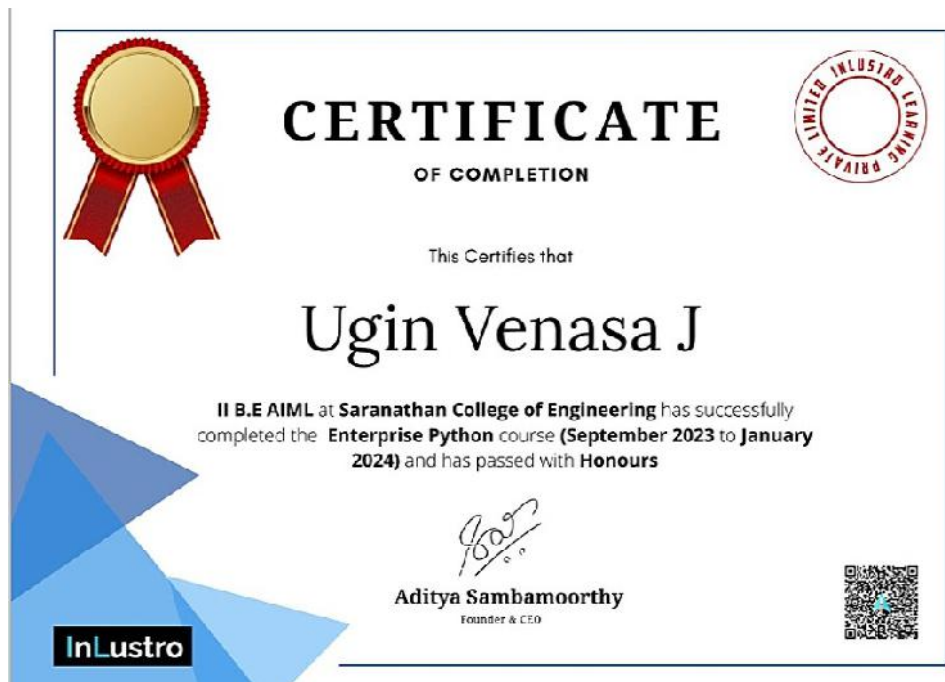 CERTIFICATE
INLUSTRO LEARNING PRIVATE LIMITED
OF COMPLETION
This Certifies that
Ugin Venasa J
II B.E AIML at Saranathan College of Engineering has successfully
completed the Enterprise Python course (September 2023 to January
2024) and has passed with Honours
Aditya Sambamoorthy
Founder & CEO
InLustro